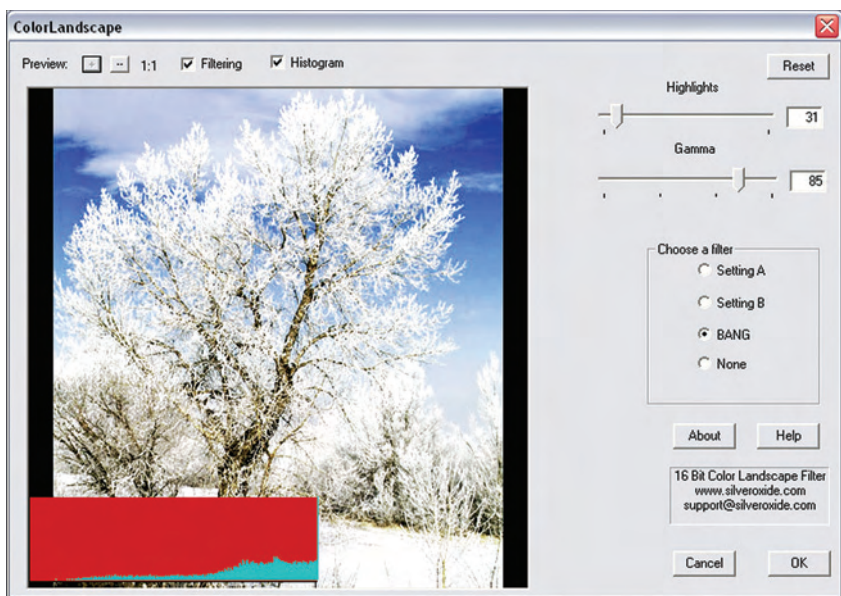 ColorLandscape
Preview: + -- 1:1 Filtering Histogram
Reset
Highlights
31
Gamma
85
Choose a filter
Setting A
Setting B
BANG
None
About Help
16 Bit Color Landscape Filter
www.silveroxide.com
support@silveroxide.com
Cancel OK